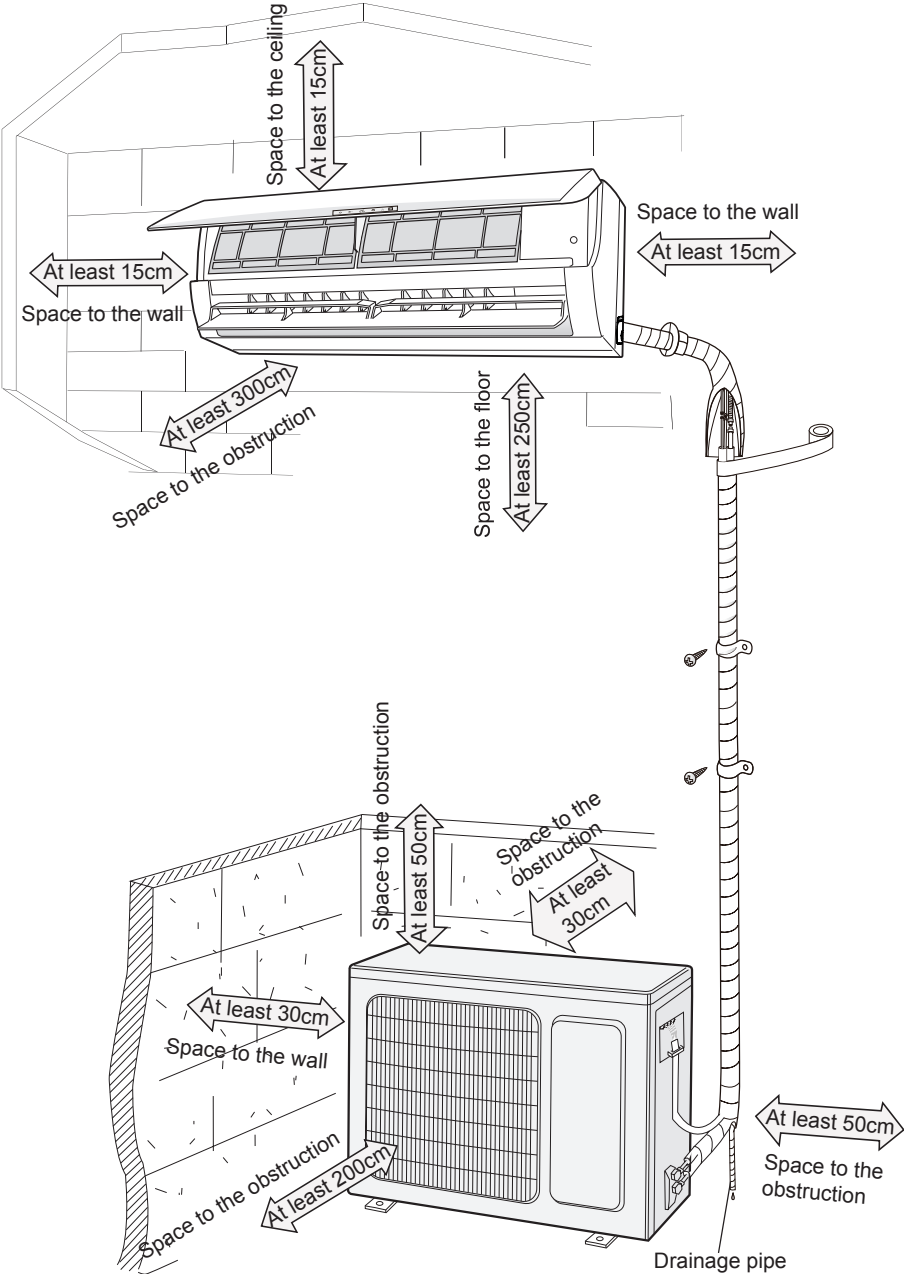 Space to the ceiling
At least 15cm
Space to the wall
At least 15cm
At least 15cm
Space to the wall
At least 300cm
Space to the obstruction
Space to the floor
At least 250cm
Space to the obstruction
At least 50cm
Space to the
obstruction
At least
30cm
At least 30cm
Space to the wall
Space to the obstruction
At least 200cm
At least 50cm
Space to the
obstruction
Drainage pipe